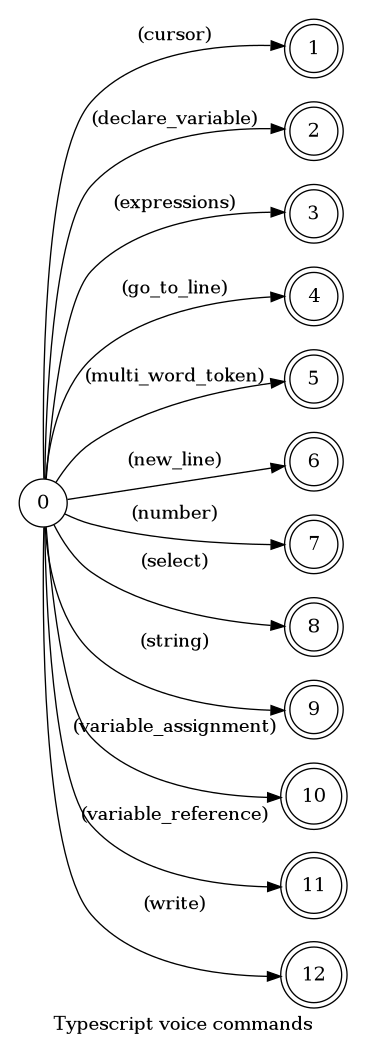 (cursor)
1
(declare_variable)
2
(expressions)
3
(go_to_line)
4
(multi_word_token)
5
(new_line)
6
0
(number)
7
(select)
8
(string)
9
(variable_assignment)
10
(variable_reference)
11
(write)
12
Typescript voice commands